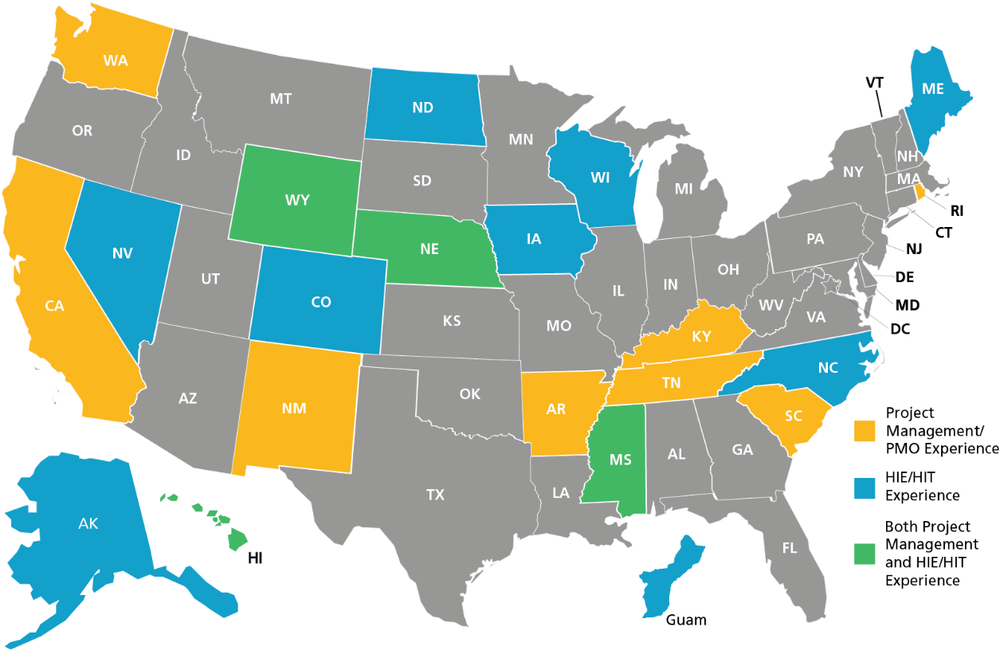 WA
MT
ND
MN
OR
ID
SD
WI
MI
VT
ME
NH
NY
MA
RI
CT
WY
NE
IA
PA
NJ
NV
UT
CO
KS
MO
IL
IN
OH
WV
VA
DE
MD
DC
CA
KY
NC
AZ
NM
OK
AR
TN
SC
MS
AL
GA
TX
LA
FL
AK
HI
Guam
Project
Management/
PMO Experience
HIE/HIT
Experience
Both Project
Management
and HIE/HIT
Experience